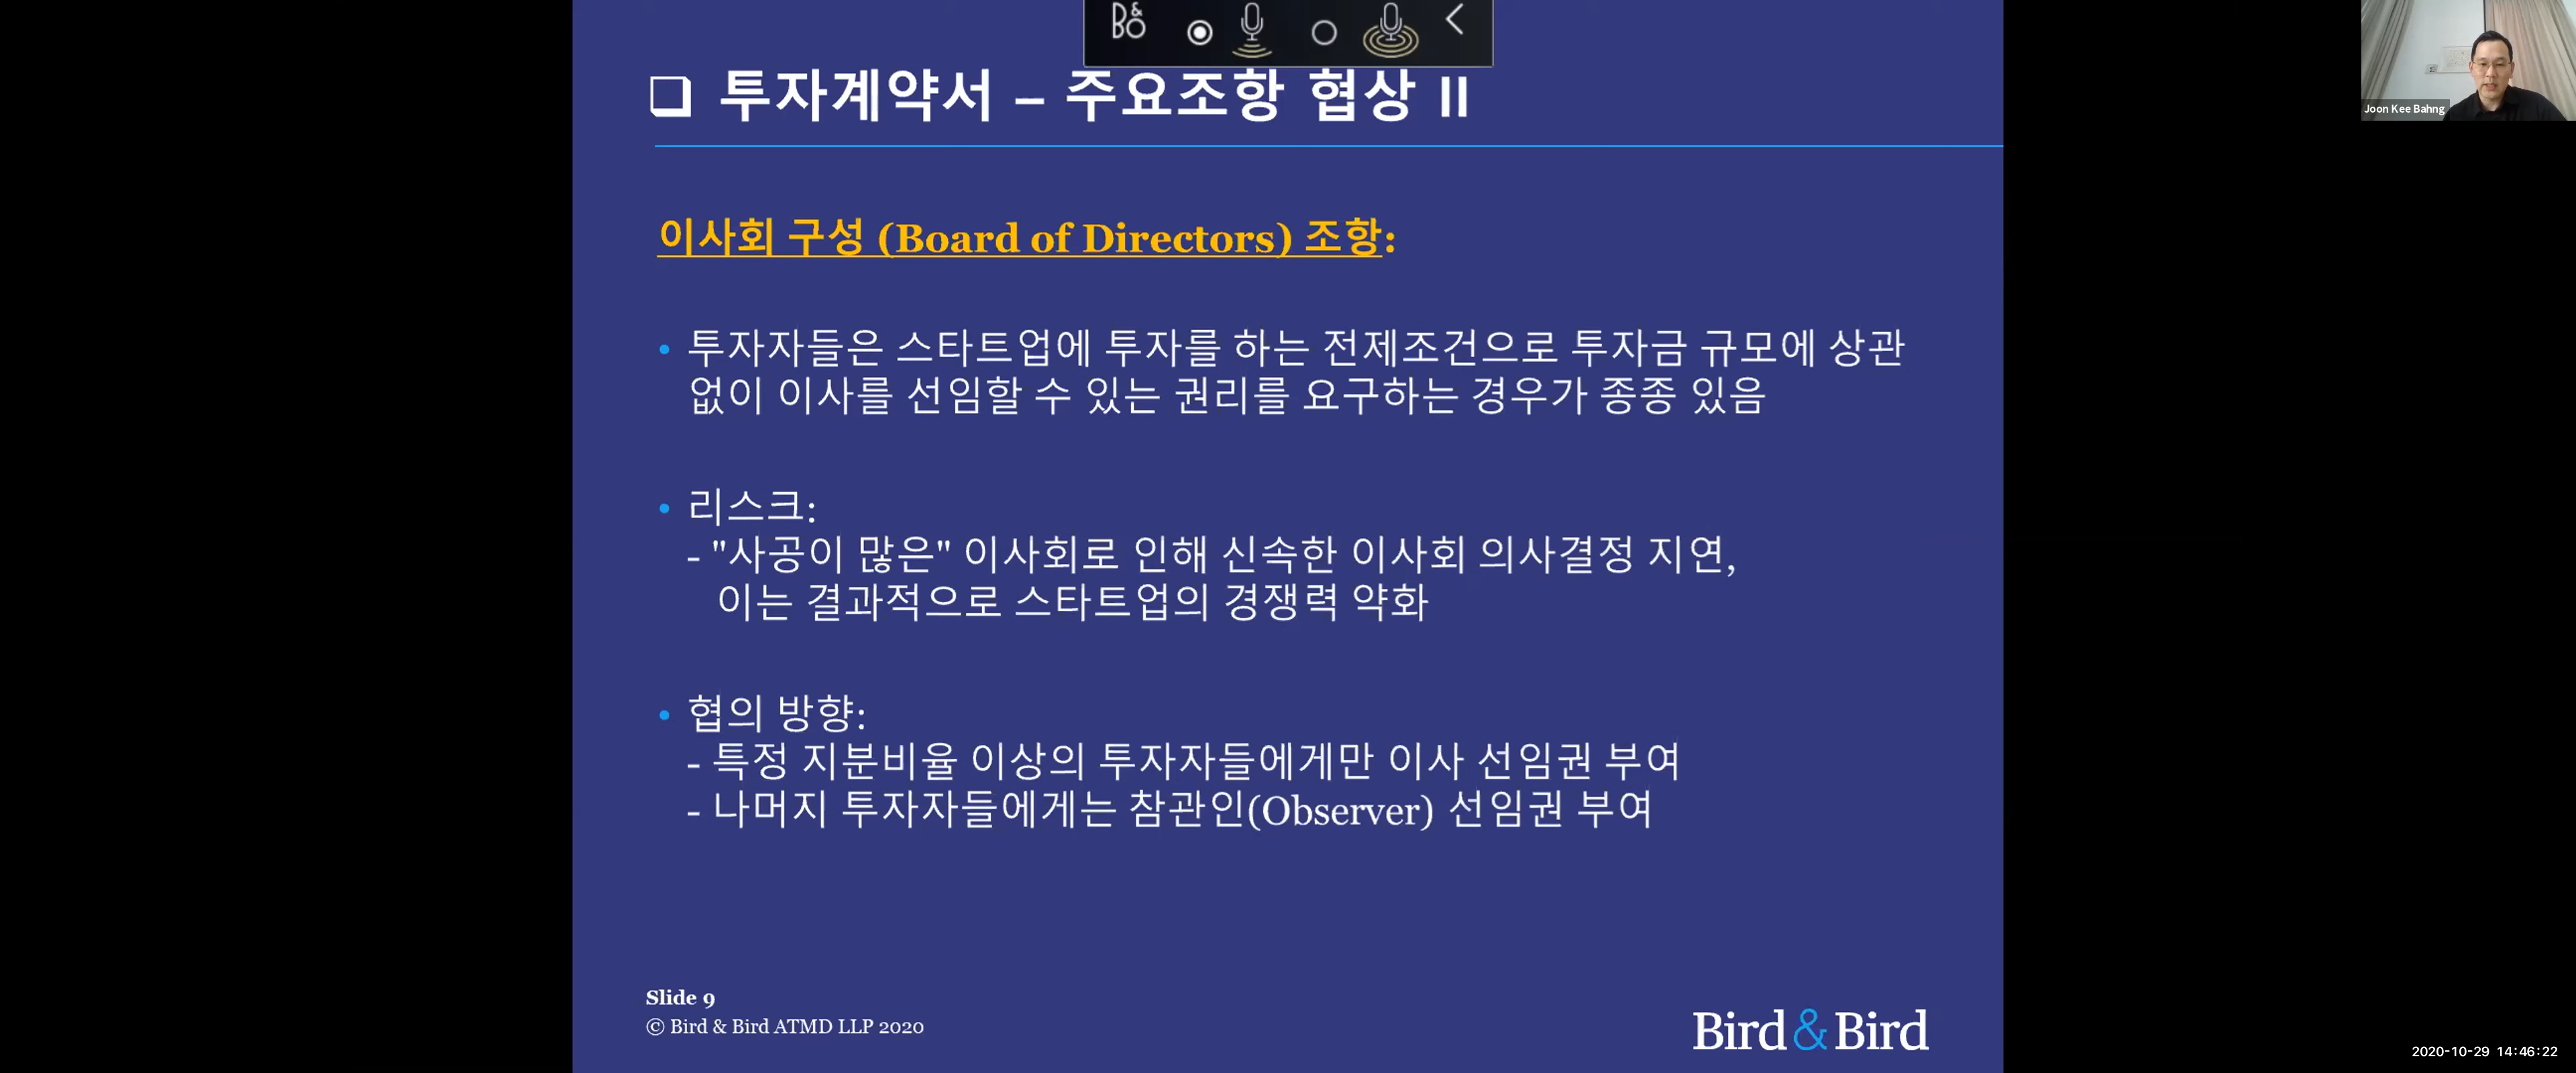 B&O
❑ 투자계약서 – 주요조항 협상 II
Joon Kee Bahng
이사회 구성 (Board of Directors) 조항:
• 투자자들은 스타트업에 투자를 하는 전제조건으로 투자금 규모에 상관
없이 이사를 선임할 수 있는 권리를 요구하는 경우가 종종 있음
• 리스크:
- "사공이 많은" 이사회로 인해 신속한 이사회 의사결정 지연,
이는 결과적으로 스타트업의 경쟁력 약화
• 협의 방향:
- 특정 지분비율 이상의 투자자들에게만 이사 선임권 부여
- 나머지 투자자들에게는 참관인(Observer) 선임권 부여
Slide 9
© Bird & Bird ATMD LLP 2020
Bird & Bird
2020-10-29 14:46:22